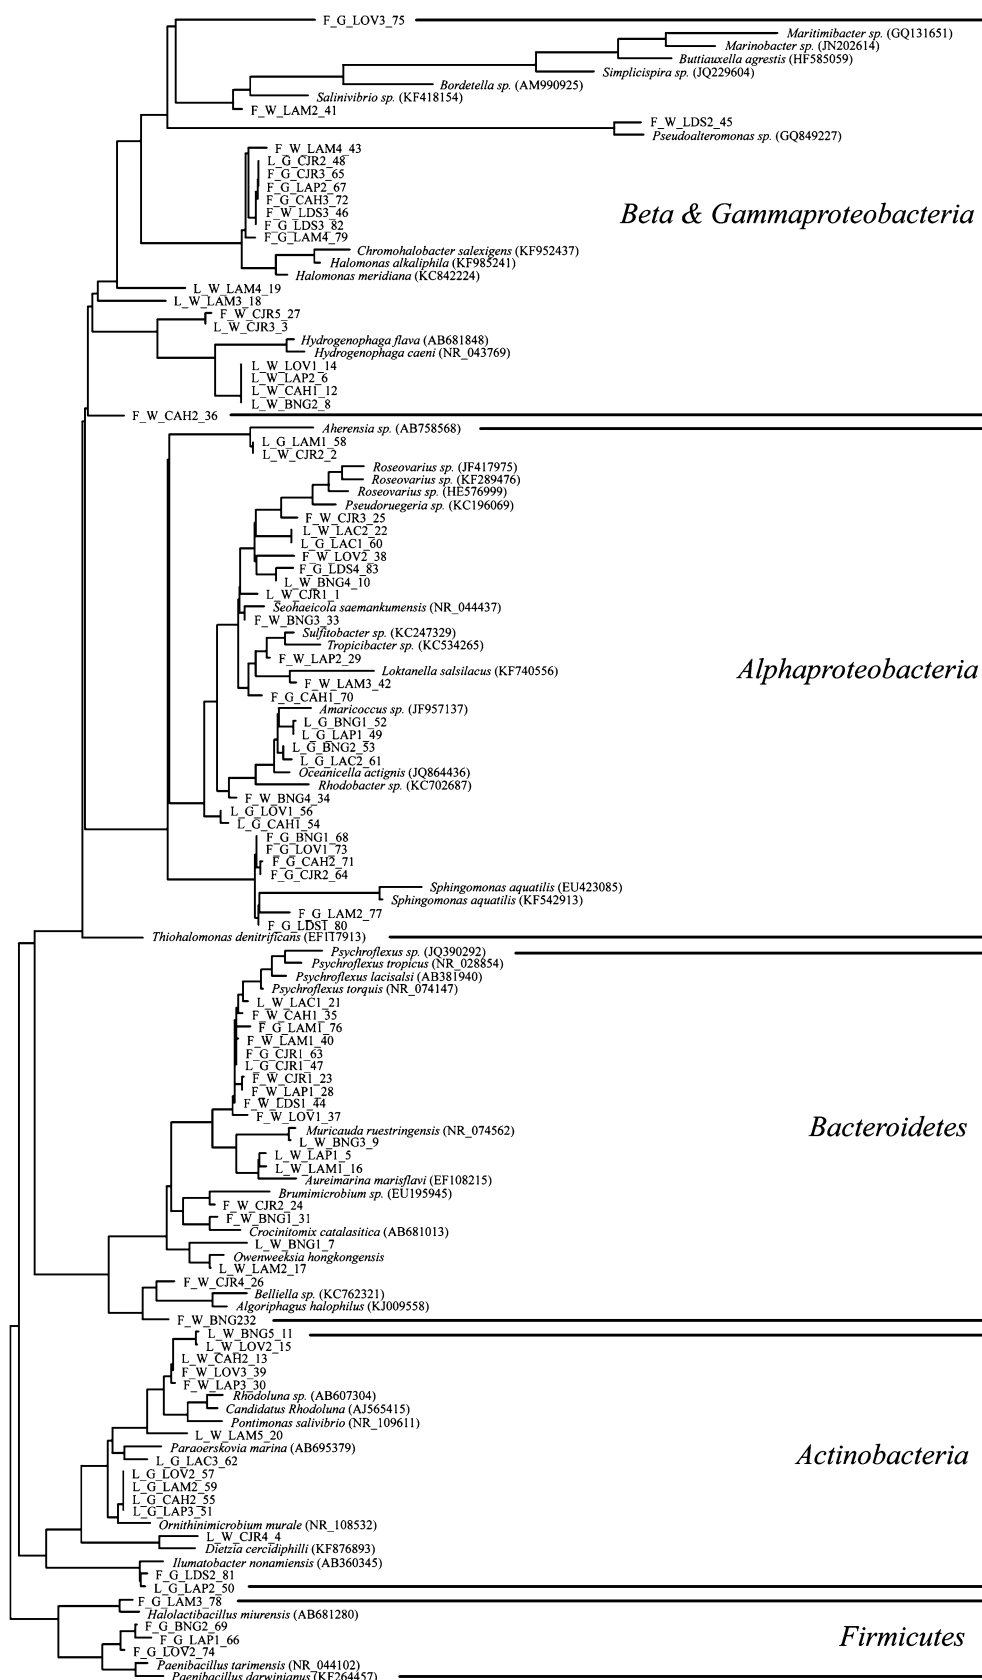 F_G_LOV3_75
Maritimibacter sp. (GQ131651)
Marinobacter sp. (JN202614)
Buttiauxella agrestis (HF585059)
Simplicispira sp. (JQ229604)
Bordetella sp. (AM990925)
Salinivibrio sp. (KF418154)
F_W_LAM2_41
F_W_LDS2_45
Pseudoalteromonas sp. (GQ849227)
F_W_LAM4_43
L_G_CJR2_48
F_G_CJR3_65
F_G_LAP2_67
F_G_CAH3_72
F_W_LDS3_46
F_G_LDS3_82
F_G_LAM4_79
Beta & Gammaproteobacteria
Chromohalobacter salexigens (KF952437)
Halomonas alkaliphila (KF985241)
Halomonas meridiana (KC842224)
L_W_LAM4_19
L_W_LAM3_18
F_W_CJR5_27
L_W_CJR3_3
Hydrogenophaga flava (AB681848)
Hydrogenophaga caeni (NR_043769)
L_W_LOV1_14
L_W_LAP2_6
L_W_CAH1_12
L_W_BNG2_8
F_W_CAH2_36
Aherensia sp. (AB758568)
L_G_LAM1_58
L_W_CJR2_2
Roseovarius sp. (JF417975)
Roseovarius sp. (KF289476)
Roseovarius sp. (HE576999)
Pseudoruegeria sp. (KC196069)
F_W_CJR3_25
L_W_LAC2_22
L_G_LAC1_60
F_W_LOV2_38
F_G_LDS4_83
L_W_BNG4_10
L_W_CJR1_1
Seohaeicola saemankumensis (NR_044437)
F_W_BNG3_33
Sulfitobacter sp. (KC247329)
Tropicibacter sp. (KC534265)
F_W_LAP2_29
Loktanella salsilacus (KF740556)
Alphaproteobacteria
F_W_LAM3_42
F_G_CAH1_70
Amaricoccus sp. (JF957137)
L_G_BNG1_52
L_G_LAP1_49
L_G_BNG2_53
L_G_LAC2_61
Oceanicella actignis (JQ864436)
Rhodobacter sp. (KC702687)
F_W_BNG4_34
L_G_LOV1_56
L_G_CAH1_54
F_G_BNG1_68
F_G_LOV1_73
F_G_CAH2_71
F_G_CJR2_64
Sphingomonas aquatilis (EU423085)
Sphingomonas aquatilis (KF542913)
F_G_LAM2_77
F_G_LDS1_80
Thiohalomonas denitrificans (EF117913)
Psychroflexus sp. (JQ390292)
Psychroflexus tropicus (NR_028854)
Psychroflexus lacisalsi (AB381940)
Psychroflexus torquis (NR_074147)
L_W_LAC1_21
F_W_CAH1_35
F_G_LAM1_76
F_W_LAM1_40
F_G_CJR1_63
L_G_CJR1_47
F_W_CJR1_23
F_W_LAP1_28
F_W_LDS1_44
F_W_LOV1_37
Bacteroidetes
Muricauda ruestringensis (NR_074562)
L_W_BNG3_9
L_W_LAP1_5
L_W_LAM1_16
Aureimarina marisflavi (EF108215)
Brumimicrobium sp. (EU195945)
F_W_CJR2_24
F_W_BNG1_31
Crocinitomix catalasitica (AB681013)
L_W_BNG1_7
Owenweeksia hongkongensis
L_W_LAM2_17
F_W_CJR4_26
Belliella sp. (KC762321)
Algoriphagus halophilus (KJ009558)
F_W_BNG232
L_W_BNG5_11
L_W_LOV2_15
L_W_CAH2_13
F_W_LOV3_39
F_W_LAP3_30
Rhodoluna sp. (AB607304)
Candidatus Rhodoluna (AJ565415)
Pontimonas salivibrio (NR_109611)
L_W_LAM5_20
Paraoerskovia marina (AB695379)
Actinobacteria
L_G_LAC3_62
L_G_LOV2_57
L_G_LAM2_59
L_G_CAH2_55
L_G_LAP3_51
Ornithinimicrobium murale (NR_108532)
L_W_CJR4_4
Dietzia cercidiphilli (KF876893)
Ilumatobacter nonamiensis (AB360345)
F_G_LDS2_81
L_G_LAP2_50
F_G_LAM3_78
Halolactibacillus miurensis (AB681280)
F_G_BNG2_69
F_G_LAP1_66
Firmicutes
F_G_LOV2_74
Paenibacillus tarimensis (NR_044102)
Paenibacillus darwinianus (KF264457)